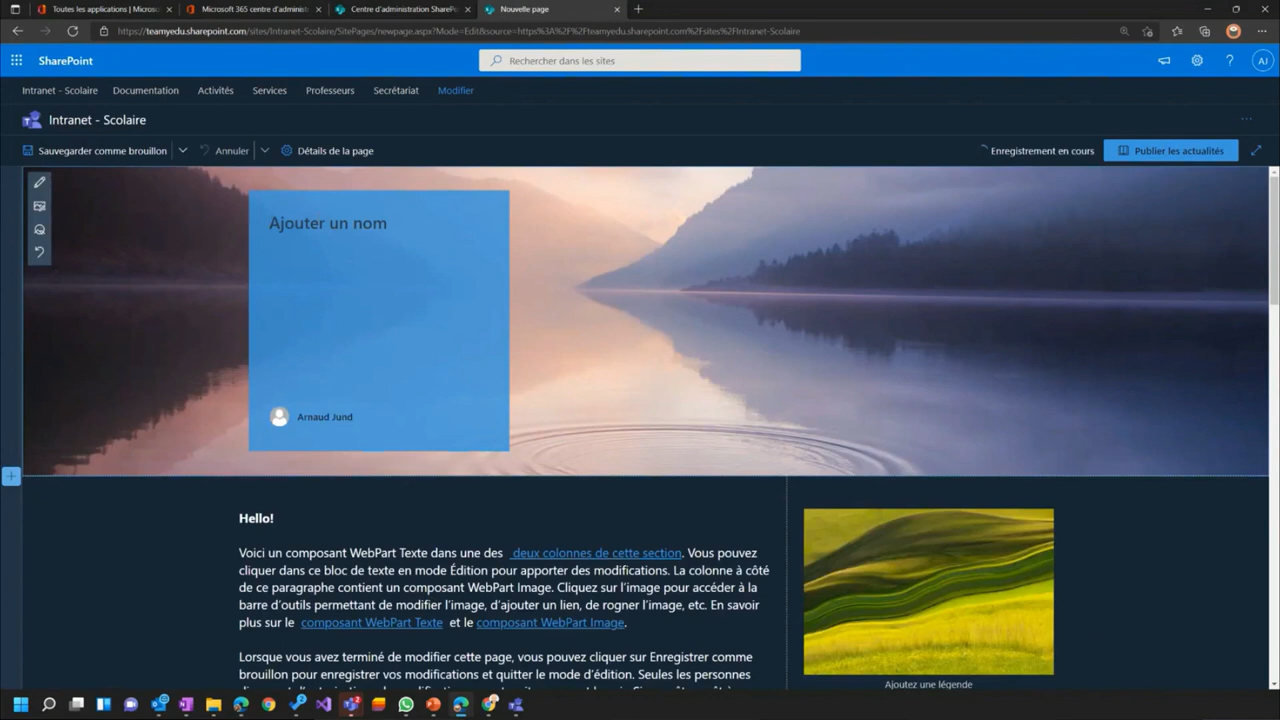 Toutes les applications | Micros
Microsoft 365 centre d'administ
Centre d'administration SharePo
Nouvelle page
https://teamyedu.sharepoint.com/sites/Intranet-Scolaire/SitePages/newpage.aspx?Mode=Edit&source=https%3A%2F%2Fteamyedu.sharepoint.com%2Fsites%2FIntranet-Scolaire
SharePoint
Rechercher dans les sites
AJ
Intranet - Scolaire
Documentation
Activités
Services
Professeurs
Secrétariat
Modifier
Intranet - Scolaire
Sauvegarder comme brouillon
Annuler
Détails de la page
Enregistrement en cours
Publier les actualités
Ajouter un nom
Arnaud Jund
Hello!
Voici un composant WebPart Texte dans une des deux colonnes de cette section. Vous pouvez
cliquer dans ce bloc de texte en mode Édition pour apporter des modifications. La colonne à côté
de ce paragraphe contient un composant WebPart Image. Cliquez sur l'image pour accéder à la
barre d'outils permettant de modifier l'image, d'ajouter un lien, de rogner l'image, etc. En savoir
plus sur le composant WebPart Texte et le composant WebPart Image.
Lorsque vous avez terminé de modifier cette page, vous pouvez cliquer sur Enregistrer comme
brouillon pour enregistrer vos modifications et quitter le mode d'édition. Seules les personnes
Ajoutez une légende